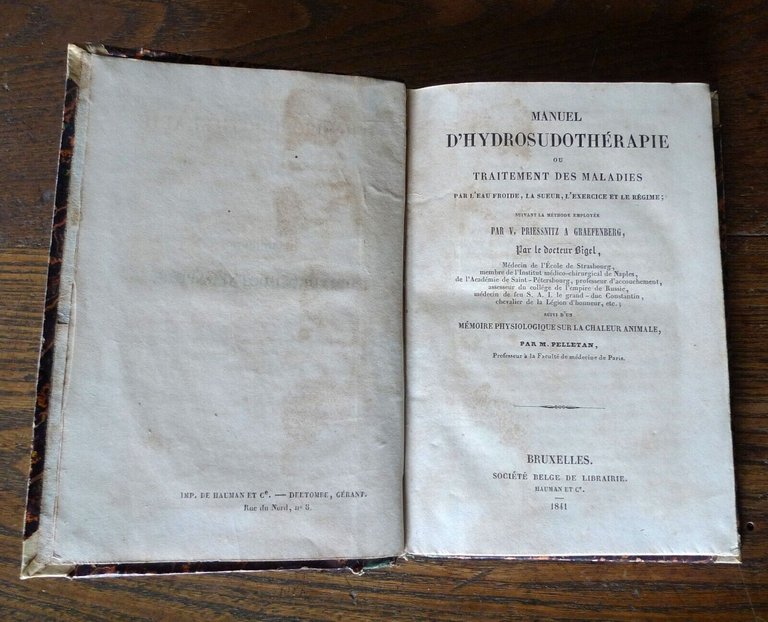 IMP. DE HAUMAN ET Cᵉ. — DELTOMBE, GÉRANT.
Rue du Nord, nº 8.
MANUEL
D'HYDROSUDOTHÉRAPIE
OU
TRAITEMENT DES MALADIES
PAR L'EAU FROIDE, LA SUEUR, L'EXERCICE ET LE RÉGIME;
SUIVANT LA MÉTHODE EMPLOYÉE
PAR V. PRIESSNITZ A GRAEFENBERG,
Par le docteur Bigel,
Médecin de l'École de Strasbourg,
membre de l'Institut médico-chirurgical de Naples,
de l'Académie de Saint-Pétersbourg, professeur d'accouchement,
assesseur du collége de l'empire de Russie,
médecin de feu S. A. I. le grand-duc Constantin,
chevalier de la Légion d'honneur, etc.;
SUIVI D'UN
MÉMOIRE PHYSIOLOGIQUE SUR LA CHALEUR ANIMALE,
PAR M. PELLETAN,
Professeur à la Faculté de médecine de Paris.
BRUXELLES.
SOCIÉTÉ BELGE DE LIBRAIRIE.
HAUMAN ET Cᵉ.
1841